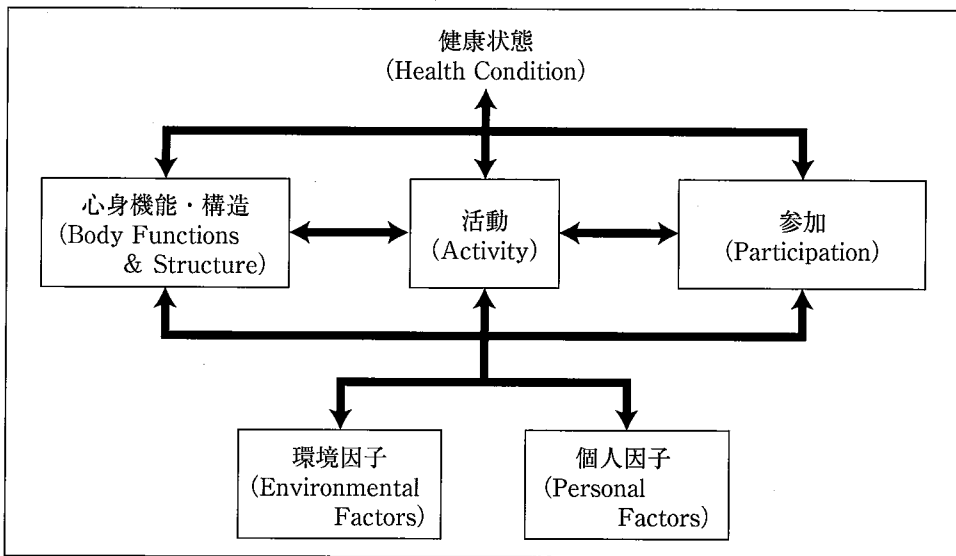 健康状態
(Health Condition)
心身機能・構造
(Body Functions
& Structure)
活動
(Activity)
参加
(Participation)
環境因子
(Environmental
Factors)
個人因子
(Personal
Factors)